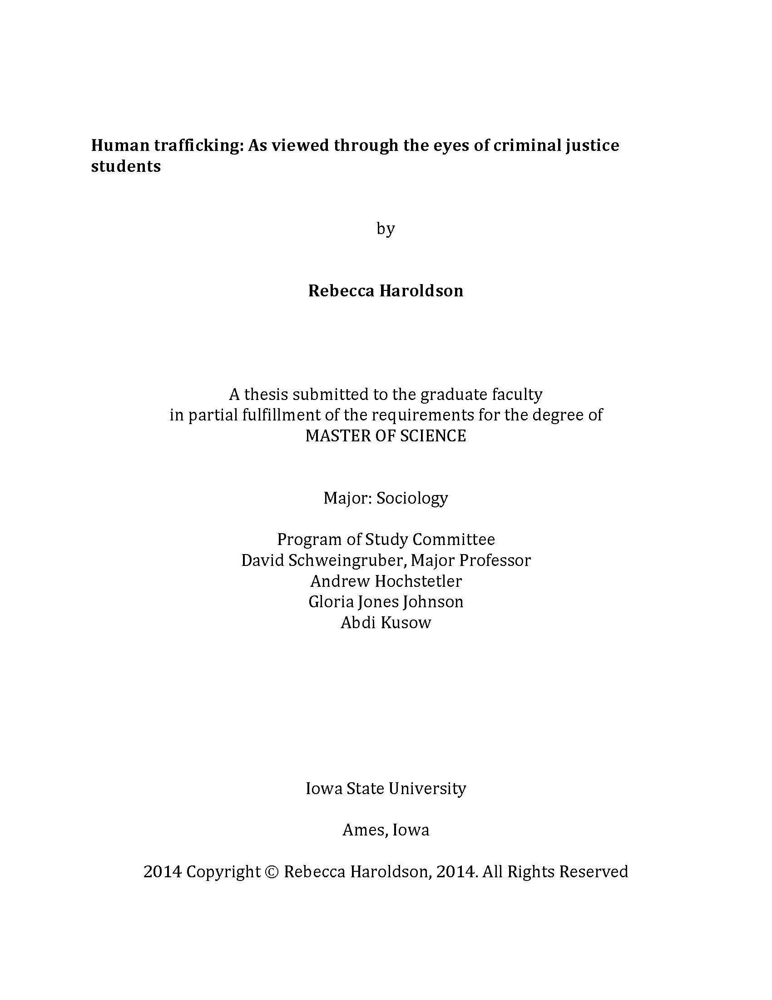 Human trafficking: As viewed through the eyes of criminal justice
students
by
Rebecca Haroldson
A thesis submitted to the graduate faculty
in partial fulfillment of the requirements for the degree of
MASTER OF SCIENCE
Major: Sociology
Program of Study Committee
David Schweingruber, Major Professor
Andrew Hochstetler
Gloria Jones Johnson
Abdi Kusow
Iowa State University
Ames, Iowa
2014 Copyright © Rebecca Haroldson, 2014. All Rights Reserved